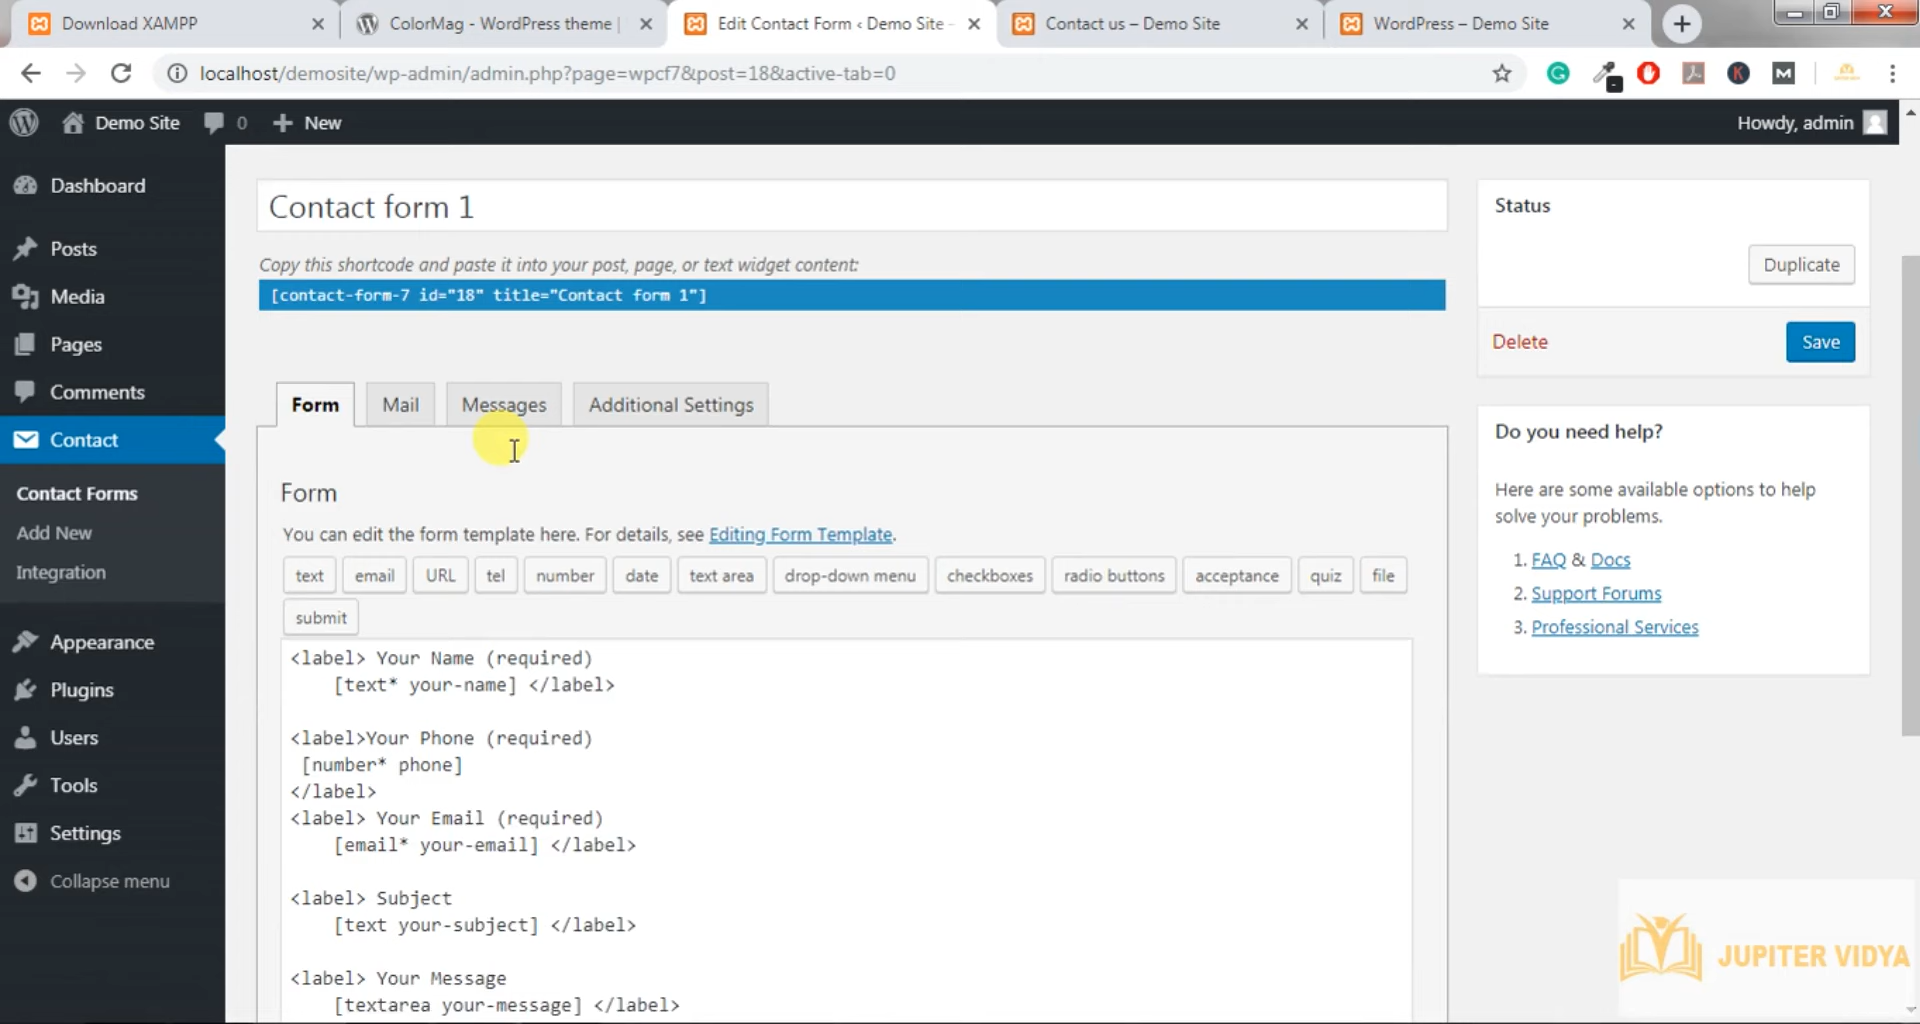 Download XAMPP
ColorMag - WordPress theme |
Edit Contact Form ‹ Demo Site -
Contact us – Demo Site
WordPress – Demo Site
localhost/demosite/wp-admin/admin.php?page=wpcf7&post=18&active-tab=0
Demo Site
0
New
Howdy, admin
Dashboard
Posts
Media
Pages
Comments
Contact
Contact Forms
Add New
Integration
Appearance
Plugins
Users
Tools
Settings
Collapse menu
Contact form 1
Copy this shortcode and paste it into your post, page, or text widget content:
[contact-form-7 id="18" title="Contact form 1"]
Form Mail Messages Additional Settings
Form
You can edit the form template here. For details, see Editing Form Template.
text email URL tel number date text area drop-down menu checkboxes radio buttons acceptance quiz file
submit
<label> Your Name (required)
[text* your-name] </label>
<label>Your Phone (required)
[number* phone]
</label>
<label> Your Email (required)
[email* your-email] </label>
<label> Subject
[text your-subject] </label>
<label> Your Message
[textarea your-message] </label>
Status
Duplicate
Delete
Save
Do you need help?
Here are some available options to help
solve your problems.
1. FAQ & Docs
2. Support Forums
3. Professional Services
JUPITER VIDYA